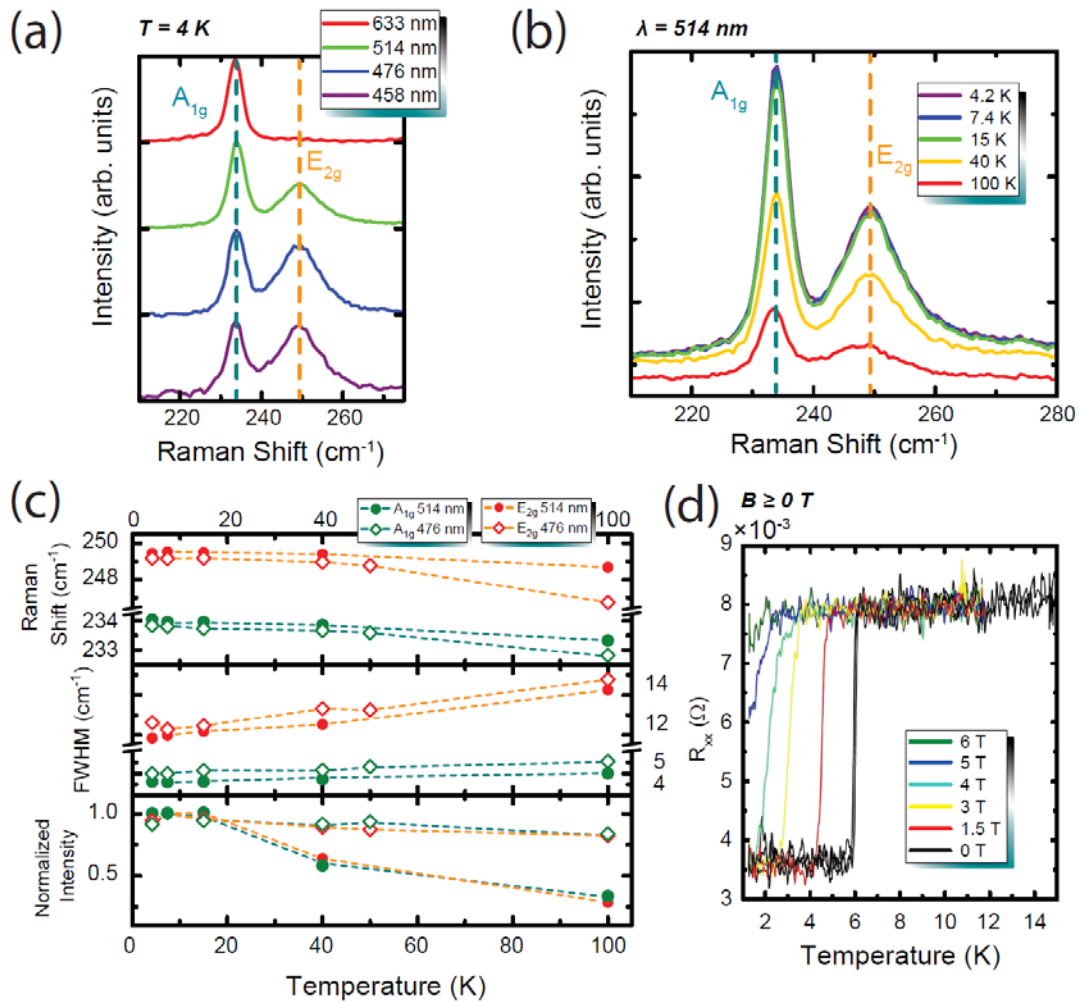 (a)
T = 4 K
633 nm
514 nm
476 nm
458 nm
A1g
E2g
Intensity (arb. units)
220 240 260
Raman Shift (cm-1)
(b)
λ = 514 nm
A1g
E2g
4.2 K
7.4 K
15 K
40 K
100 K
Intensity (arb. units)
220 240 260 280
Raman Shift (cm-1)
(c)
A1g 514 nm
A1g 476 nm
E2g 514 nm
E2g 476 nm
0 20 40 60 80 100
250
248
234
233
Raman
Shift (cm-1)
14
12
5
4
FWHM (cm-1)
1.0
0.5
Normalized
Intensity
0 20 40 60 80 100
Temperature (K)
(d)
B ≥ 0 T
×10-3
9
8
7
6
5
4
3
Rxx (Ω)
6 T
5 T
4 T
3 T
1.5 T
0 T
2 4 6 8 10 12 14
Temperature (K)